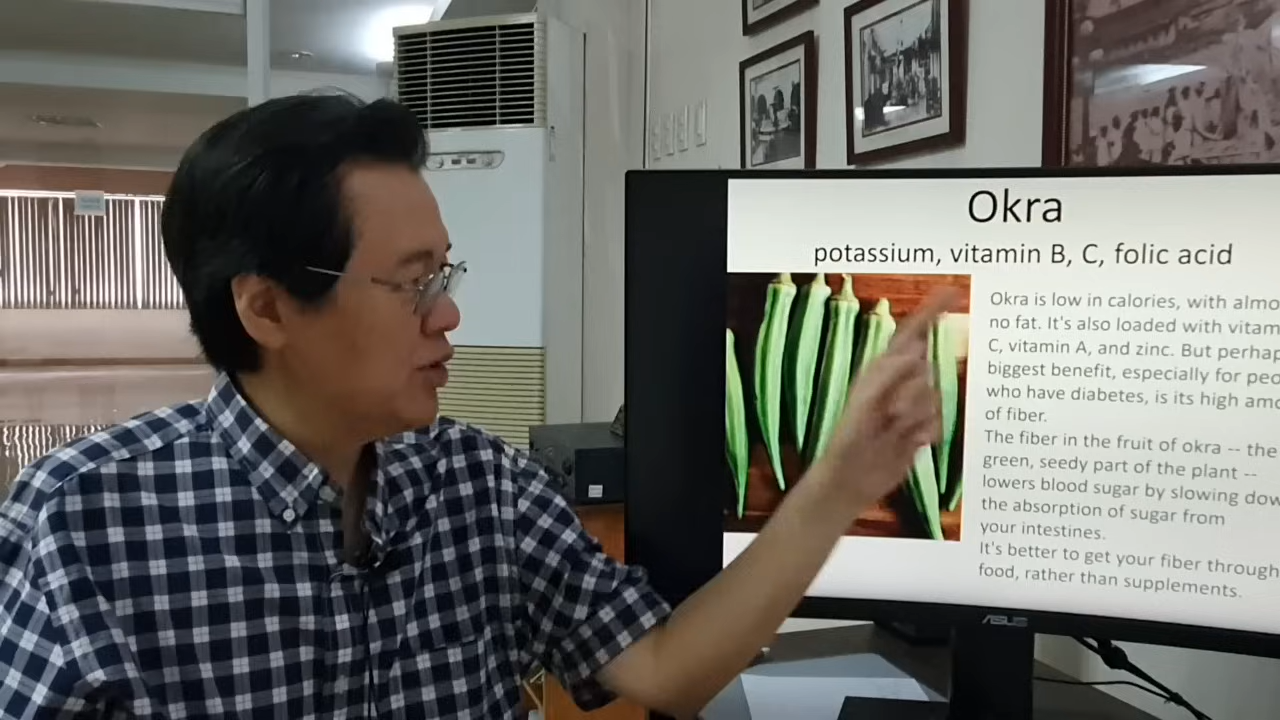 Okra
potassium, vitamin B, C, folic acid
Okra is low in calories, with almo
no fat. It's also loaded with vitam
C, vitamin A, and zinc. But perhap
biggest benefit, especially for peo
who have diabetes, is its high amo
of fiber.
The fiber in the fruit of okra -- the
green, seedy part of the plant --
lowers blood sugar by slowing dow
the absorption of sugar from
your intestines.
It's better to get your fiber through
food, rather than supplements.
ASUS